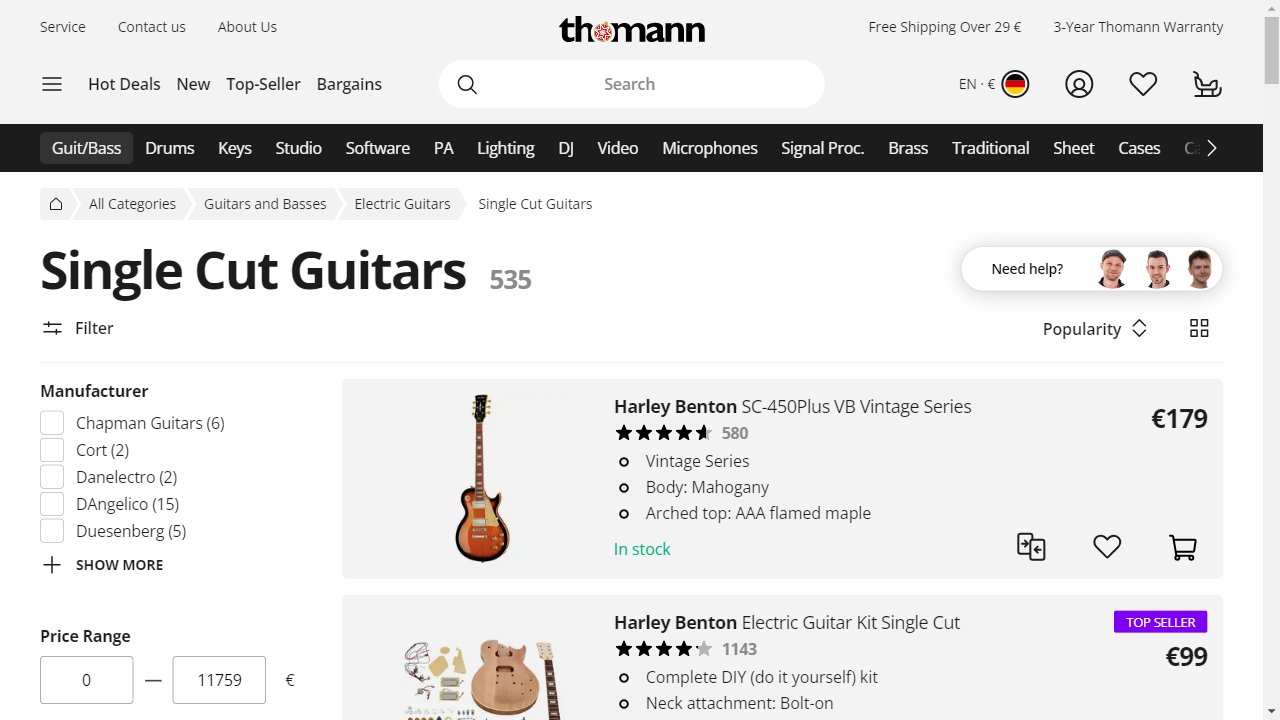 Service Contact us About Us thomann Free Shipping Over 29 € 3-Year Thomann Warranty
Hot Deals New Top-Seller Bargains Search EN · €
Guit/Bass Drums Keys Studio Software PA Lighting DJ Video Microphones Signal Proc. Brass Traditional Sheet Cases
All Categories Guitars and Basses Electric Guitars Single Cut Guitars
Single Cut Guitars 535
Need help?
Filter
Popularity
Manufacturer
Chapman Guitars (6)
Cort (2)
Danelectro (2)
DAngelico (15)
Duesenberg (5)
SHOW MORE
Price Range
0 — 11759 €
Harley Benton SC-450Plus VB Vintage Series
€179
580
Vintage Series
Body: Mahogany
Arched top: AAA flamed maple
In stock
Harley Benton Electric Guitar Kit Single Cut
TOP SELLER
1143
€99
Complete DIY (do it yourself) kit
Neck attachment: Bolt-on